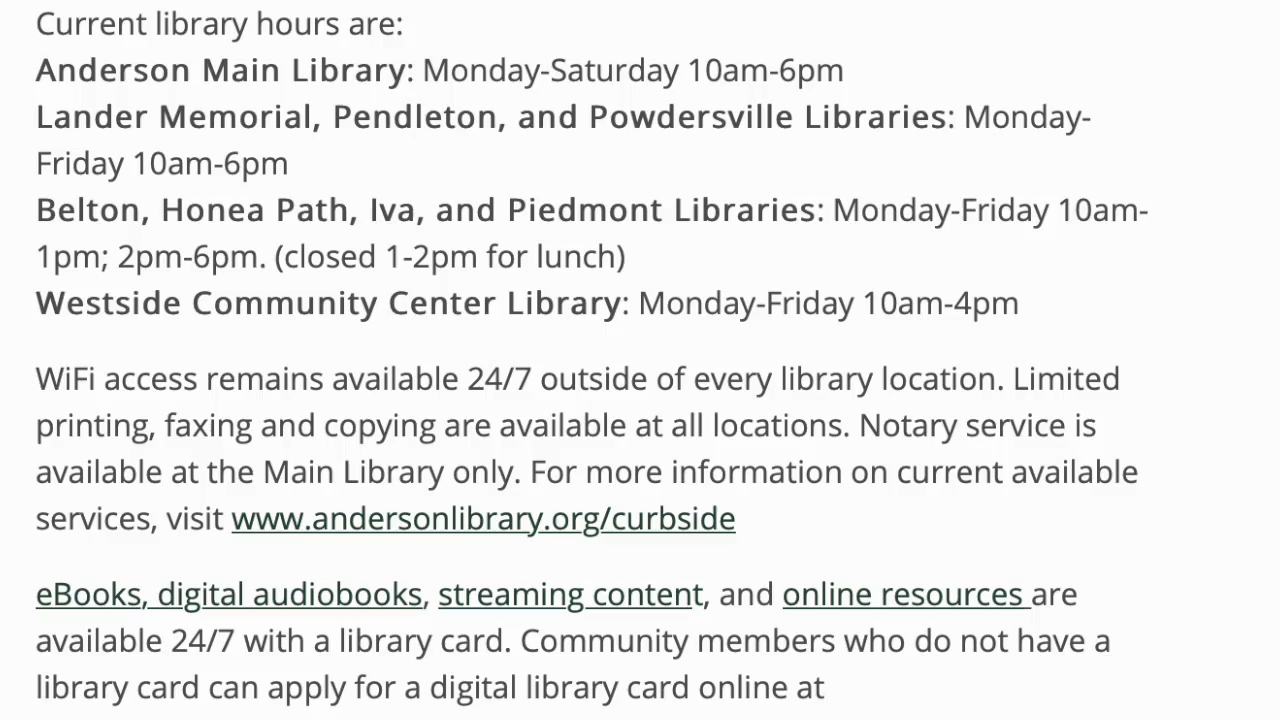 Current library hours are:
Anderson Main Library: Monday-Saturday 10am-6pm
Lander Memorial, Pendleton, and Powdersville Libraries: Monday-
Friday 10am-6pm
Belton, Honea Path, Iva, and Piedmont Libraries: Monday-Friday 10am-
1pm; 2pm-6pm. (closed 1-2pm for lunch)
Westside Community Center Library: Monday-Friday 10am-4pm
WiFi access remains available 24/7 outside of every library location. Limited
printing, faxing and copying are available at all locations. Notary service is
available at the Main Library only. For more information on current available
services, visit www.andersonlibrary.org/curbside
eBooks, digital audiobooks, streaming content, and online resources are
available 24/7 with a library card. Community members who do not have a
library card can apply for a digital library card online at